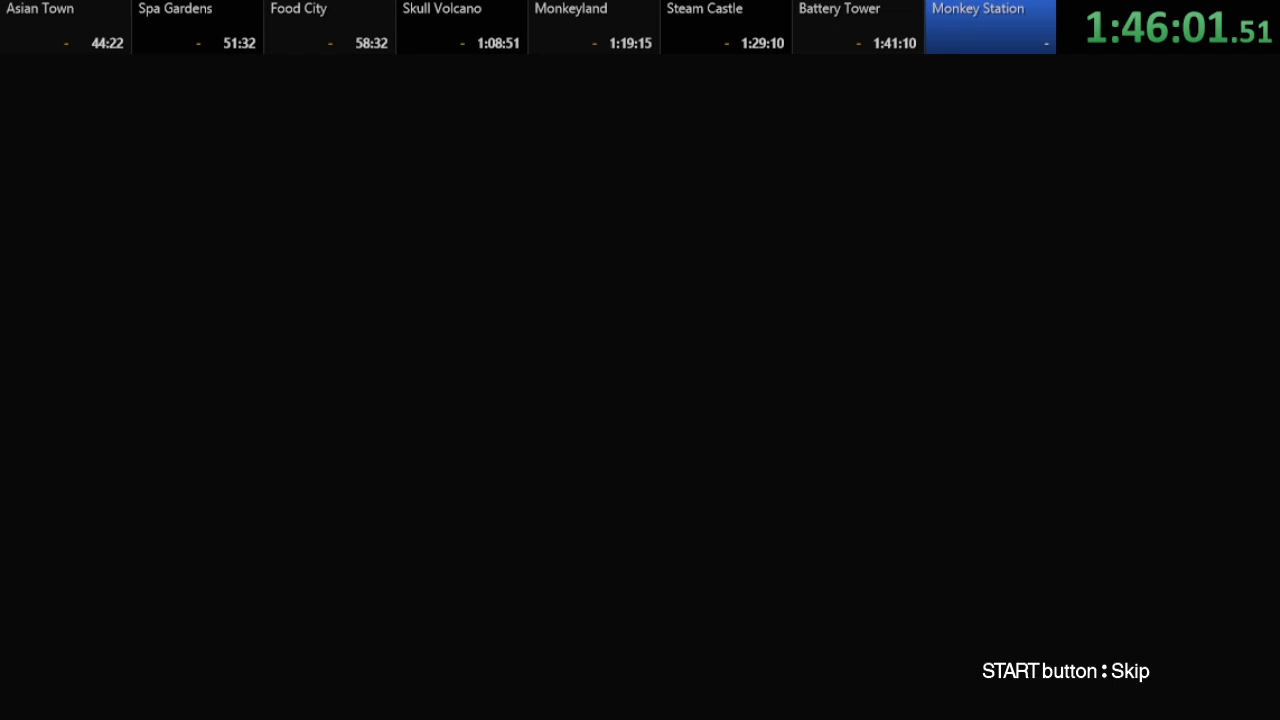 Asian Town
- 44:22
Spa Gardens
- 51:32
Food City
- 58:32
Skull Volcano
- 1:08:51
Monkeyland
- 1:19:15
Steam Castle
- 1:29:10
Battery Tower
- 1:41:10
Monkey Station
-
1:46:01.51
START button : Skip